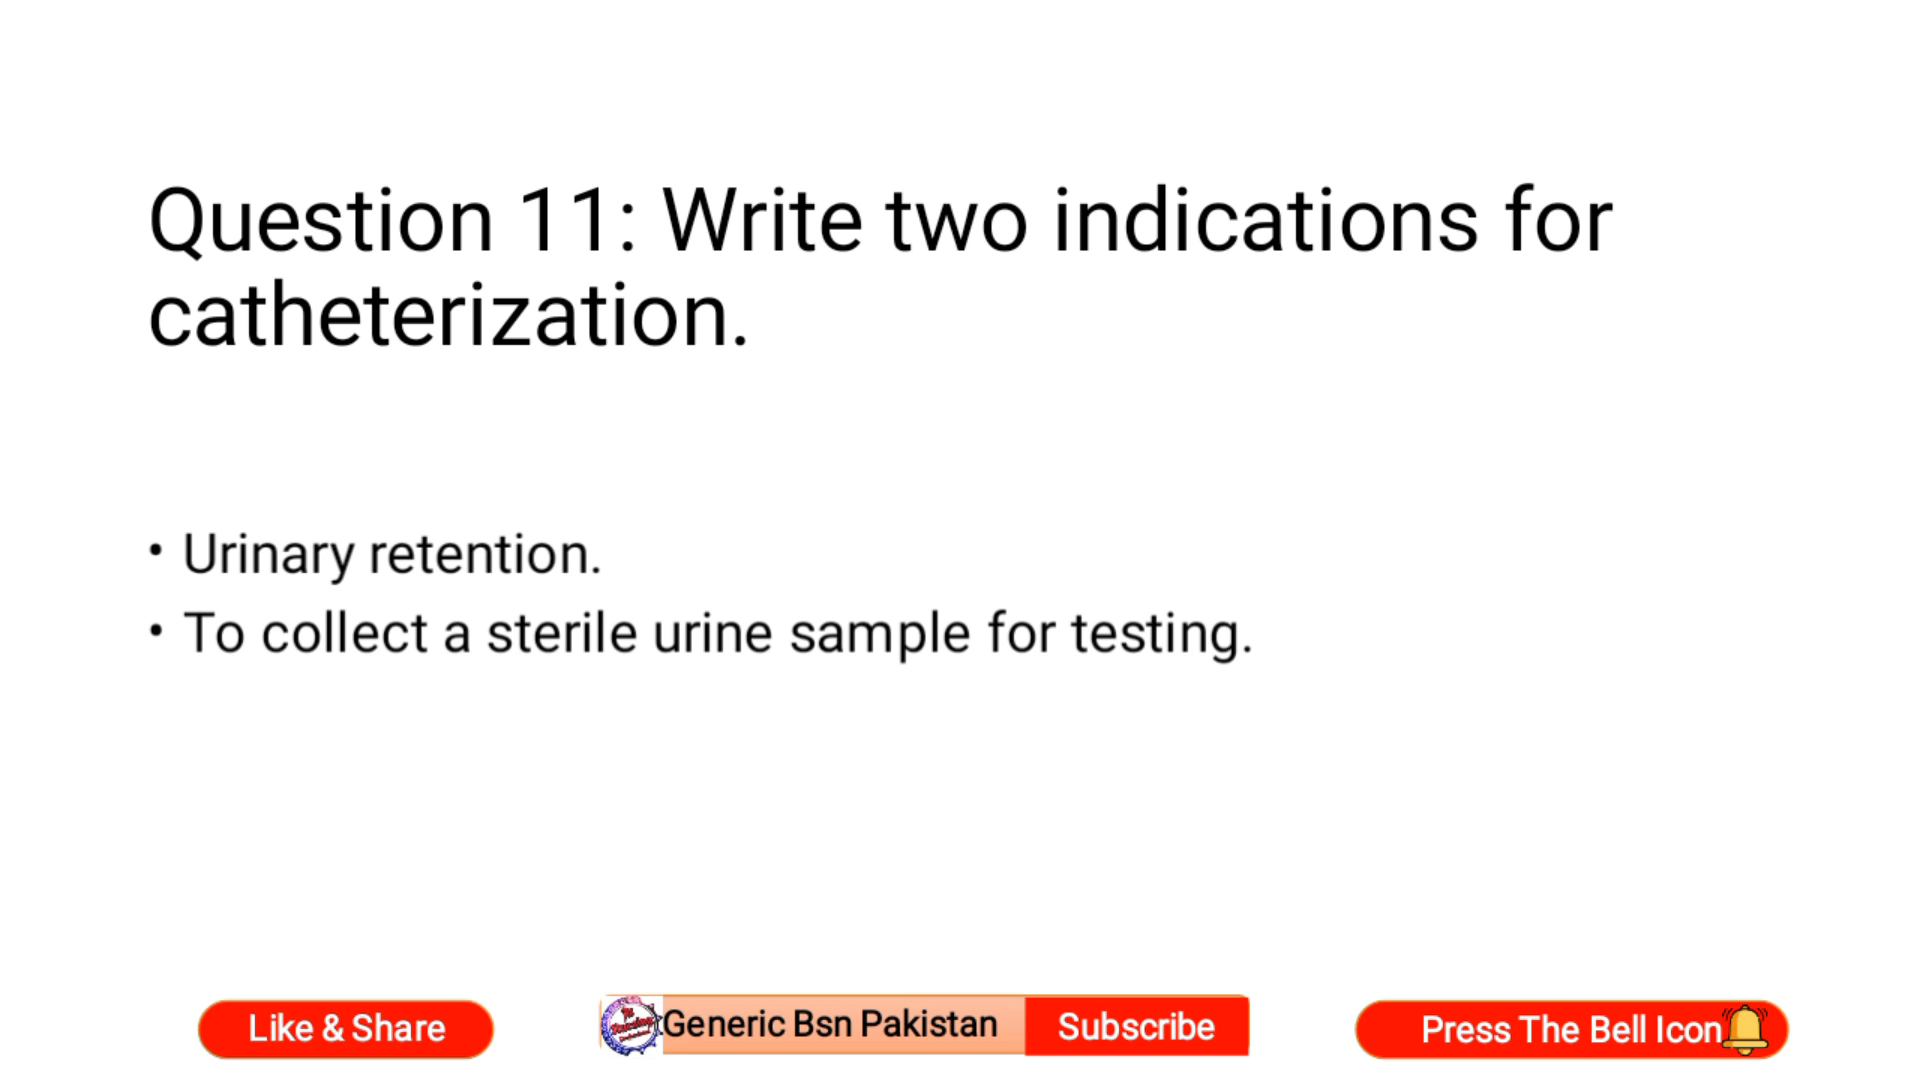 Question 11: Write two indications for
catheterization.
• Urinary retention.
• To collect a sterile urine sample for testing.
Like & Share
Generic Bsn Pakistan
Subscribe
Press The Bell Icon